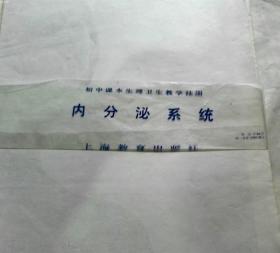 初中课本生理卫生教学挂图
内分泌系统
上海教育出版社